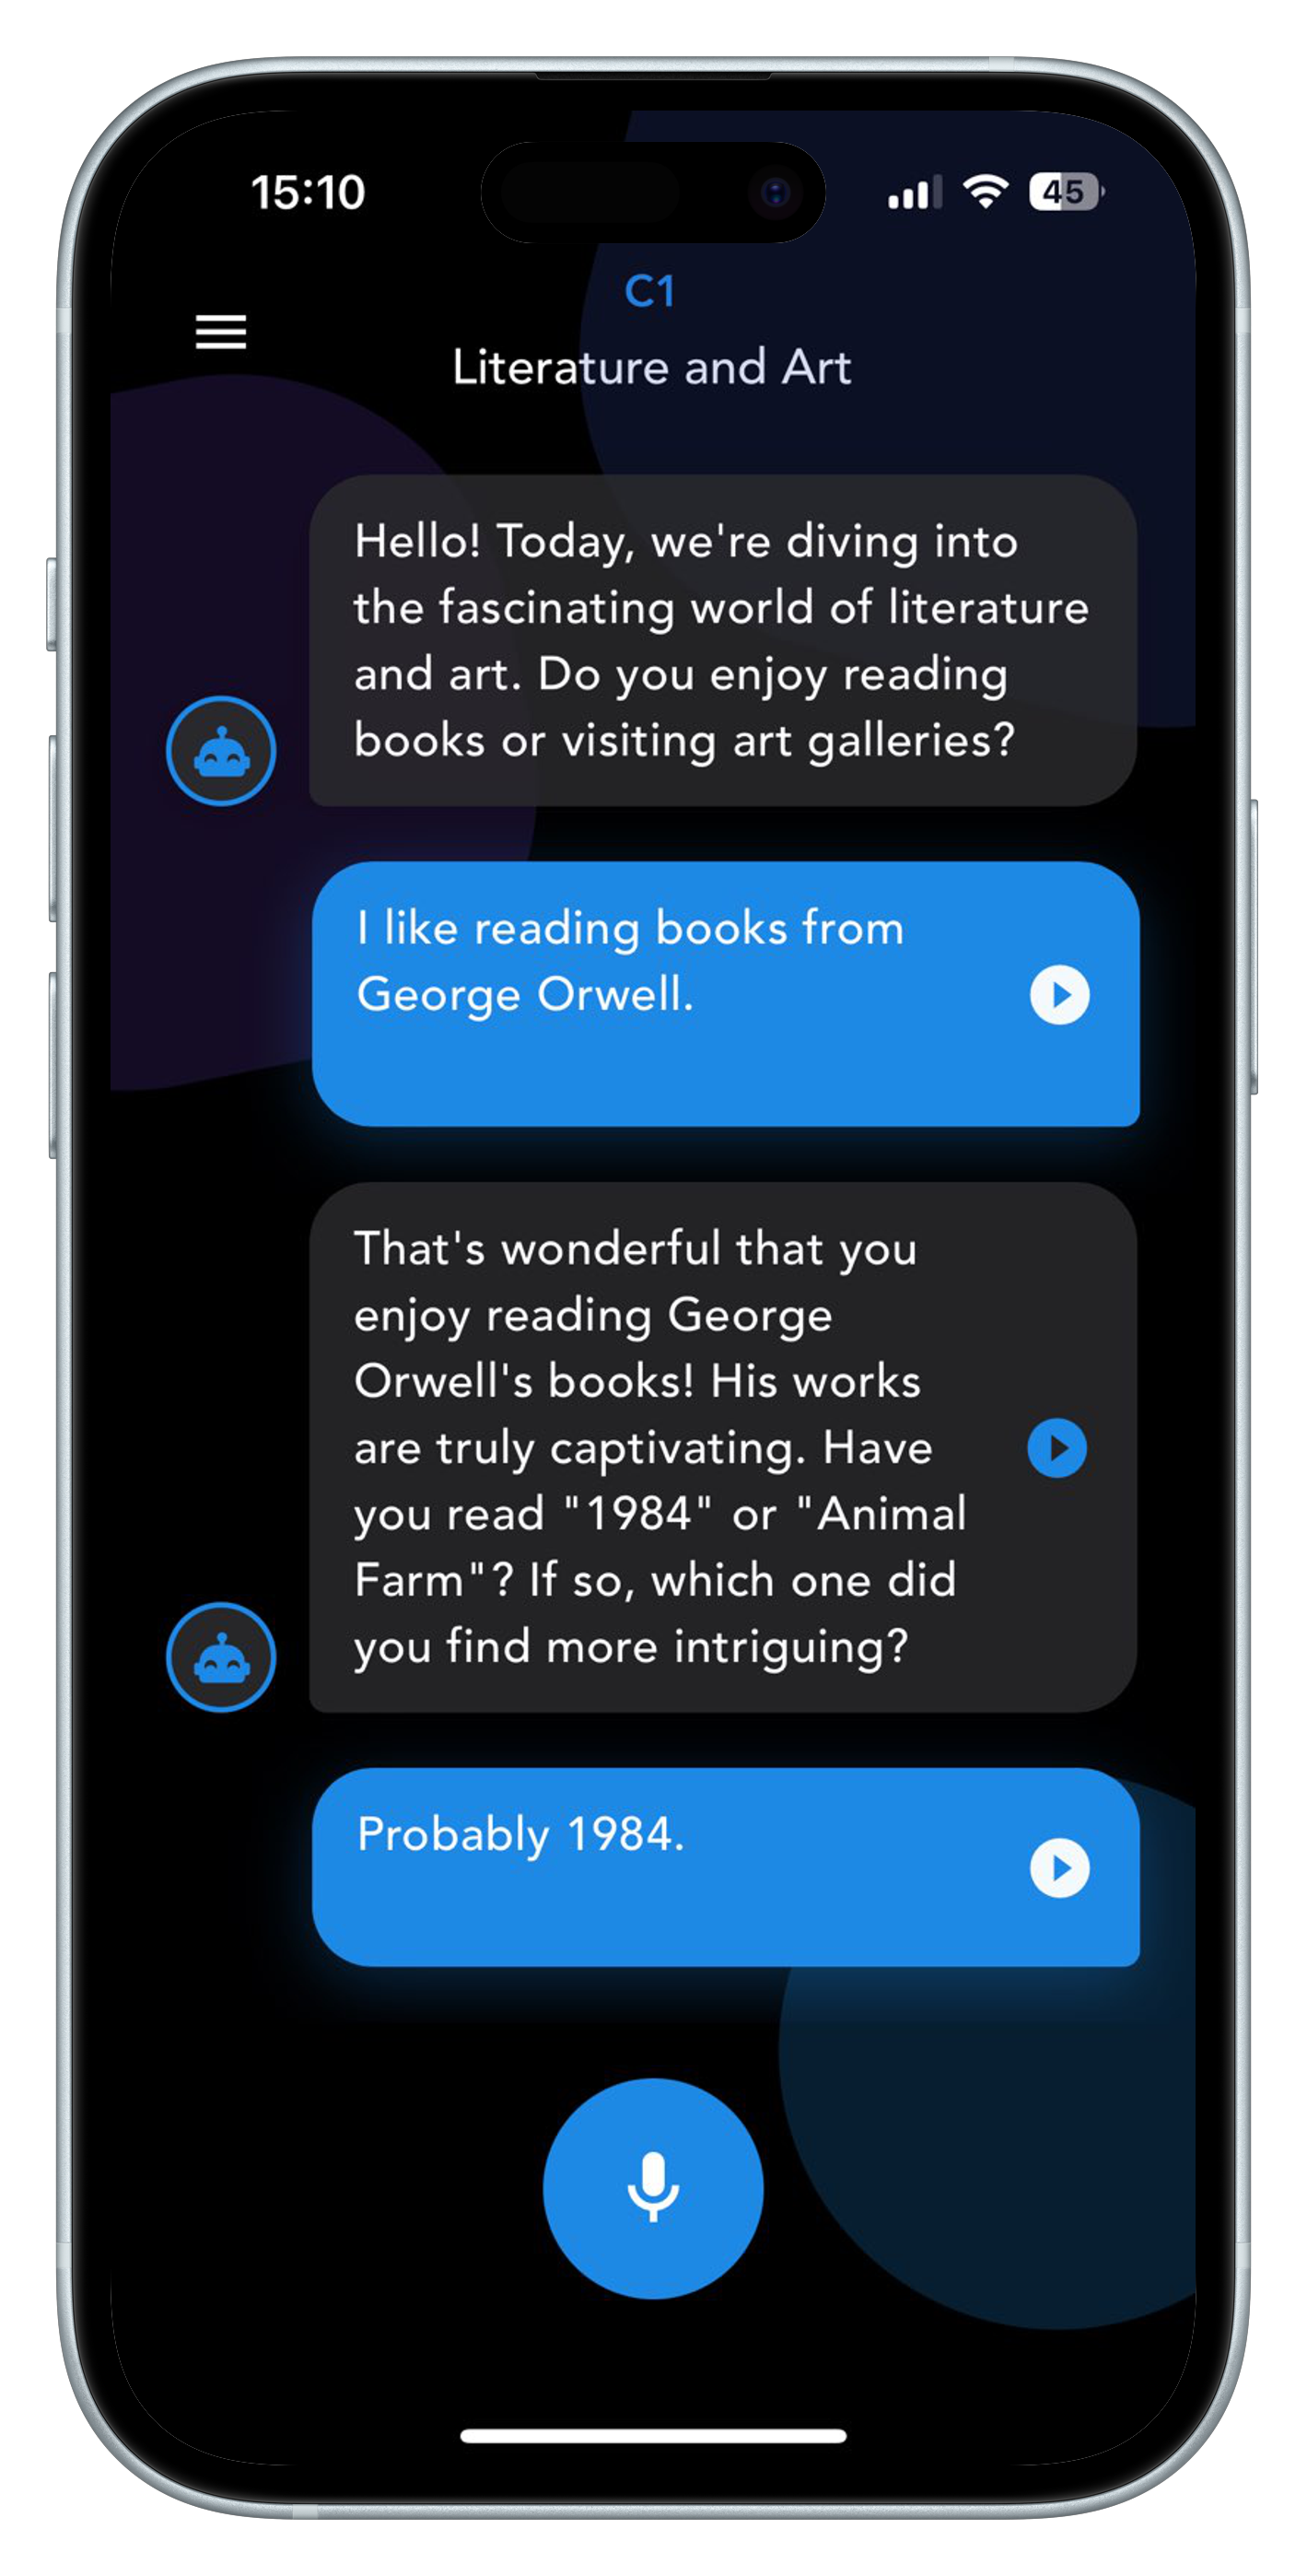 15:10
45
C1
Literature and Art
Hello! Today, we're diving into
the fascinating world of literature
and art. Do you enjoy reading
books or visiting art galleries?
I like reading books from
George Orwell.
That's wonderful that you
enjoy reading George
Orwell's books! His works
are truly captivating. Have
you read "1984" or "Animal
Farm"? If so, which one did
you find more intriguing?
Probably 1984.